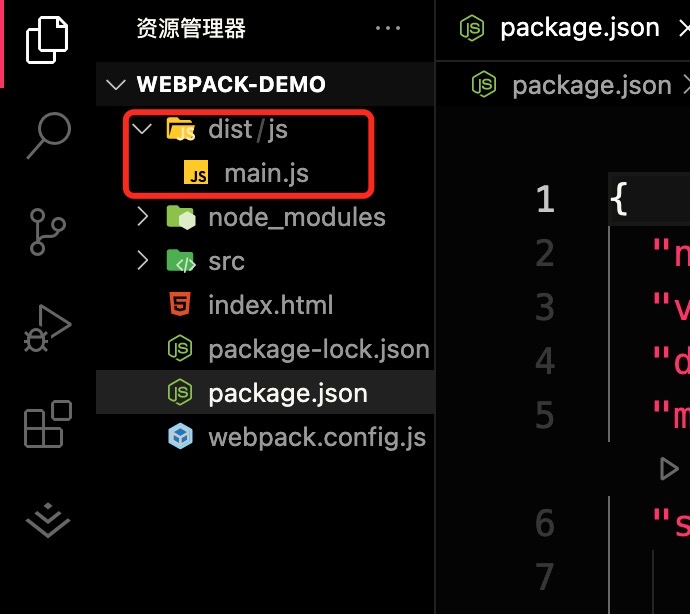 资源管理器 ···
package.json
WEBPACK-DEMO
package.json
dist/js
JS main.js
node_modules
src
index.html
package-lock.json
package.json
webpack.config.js
1 {
2 "n
3 "v
4 "d
5 "m
6 "s
7